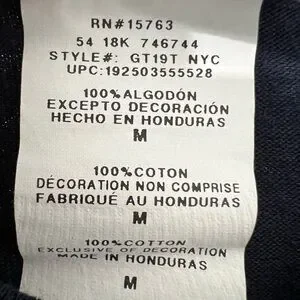 RN#15763
54 18K 746744
STYLE#: GT19T NYC
UPC:192503555528
100%ALGODÓN
EXCEPTO DECORACIÓN
HECHO EN HONDURAS
M
100%COTON
DÉCORATION NON COMPRISE
FABRIQUÉ AU HONDURAS
M
100%COTTON
EXCLUSIVE OF DECORATION
MADE IN HONDURAS
M